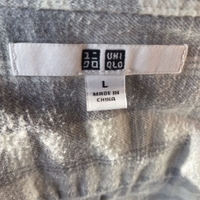 ユニ UNI
クロ QLO
L
MADE IN
CHINA